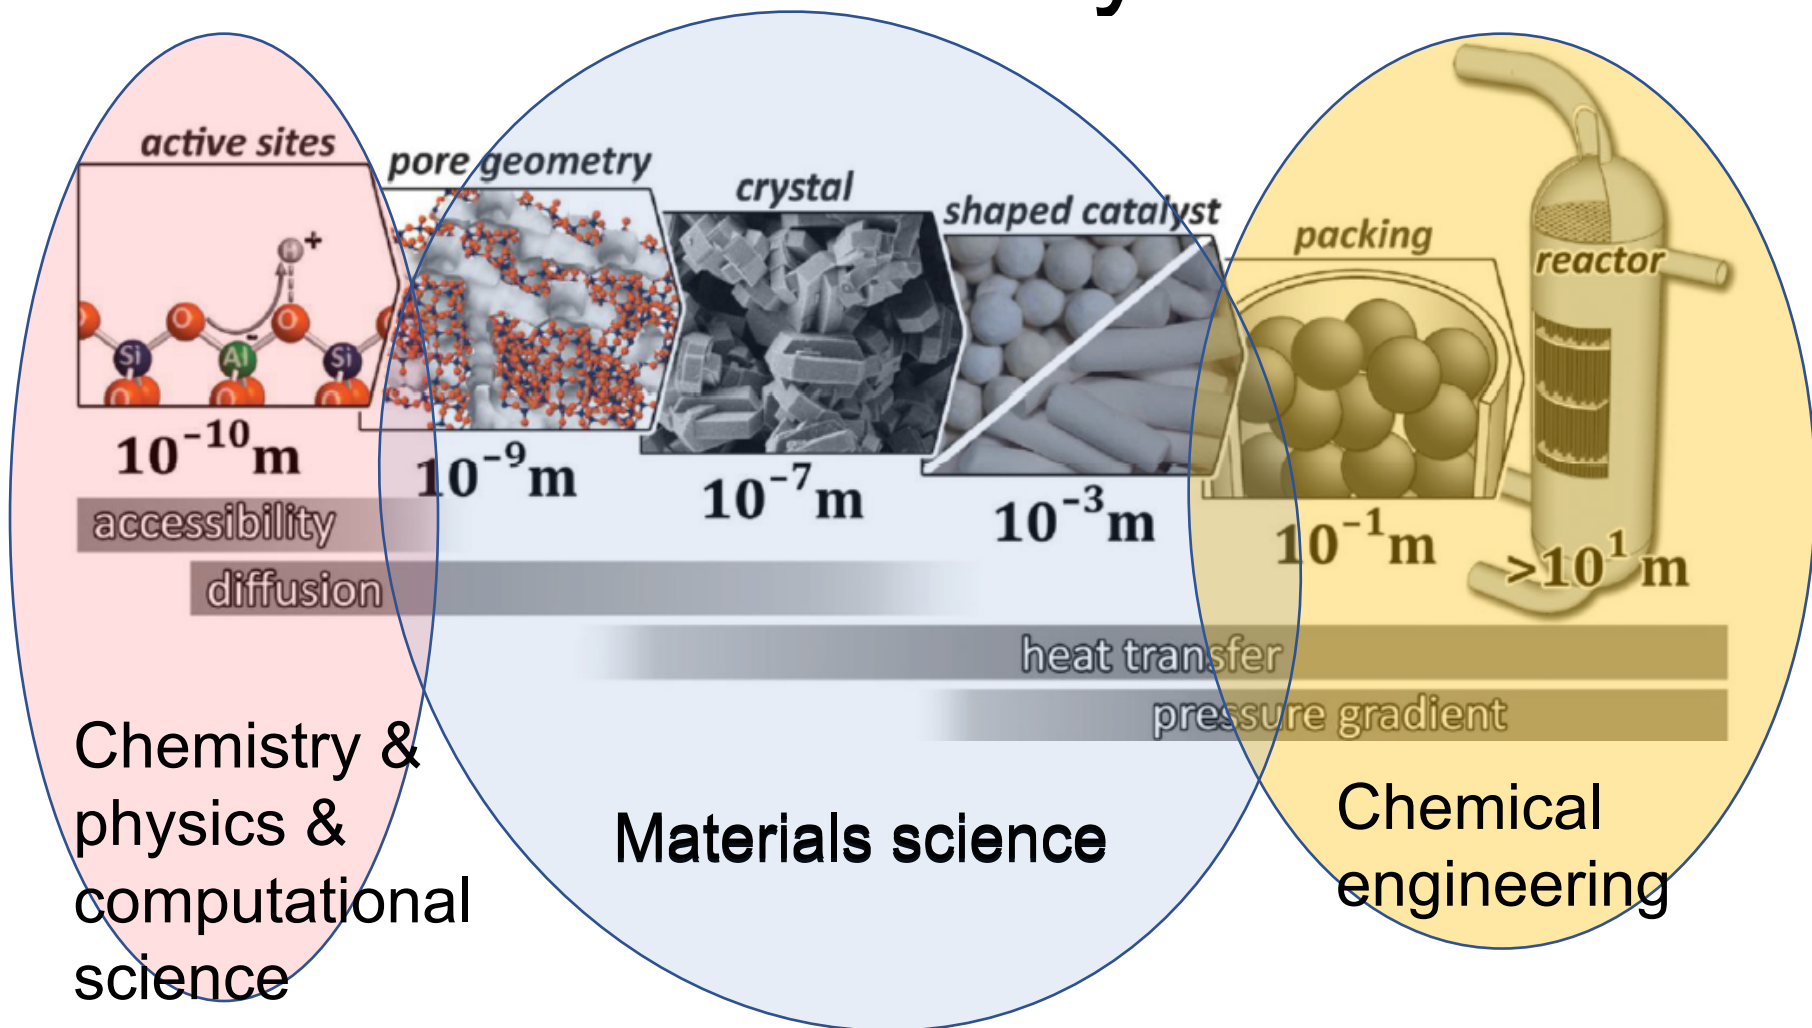 active sites
pore geometry
crystal
shaped catalyst
packing
reactor
H +
O O
Si Al Si
-
O O O
10⁻¹⁰m
10⁻⁹m
10⁻⁷m
10⁻³m
10⁻¹m
>10¹ m
accessibility
diffusion
heat transfer
pressure gradient
Chemistry &
physics &
computational
science
Materials science
Chemical
engineering